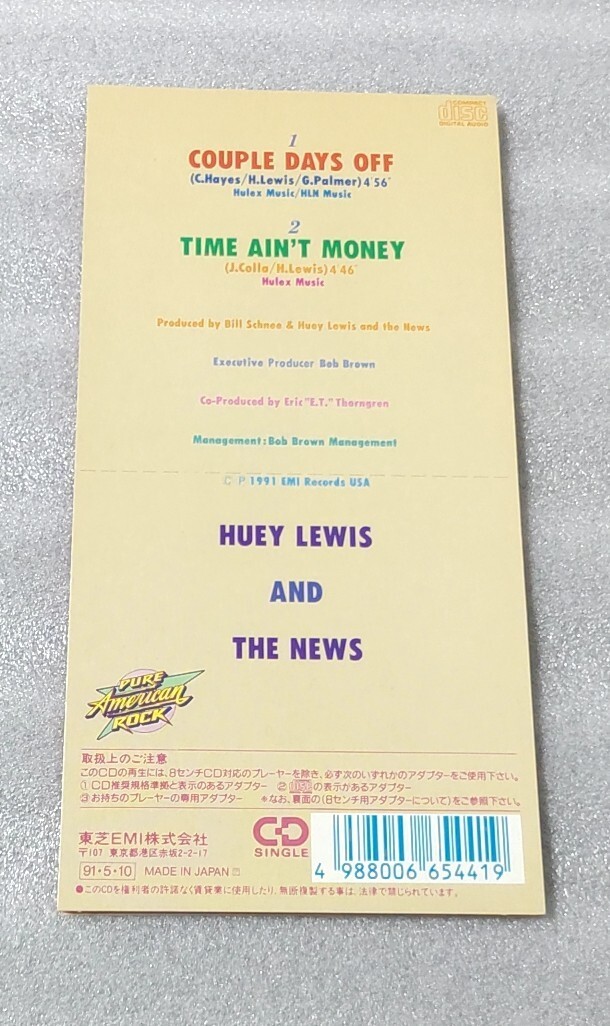 COMPACT
disc
DIGITAL AUDIO
1
COUPLE DAYS OFF
(C.Hayes/H.Lewis/G.Palmer)4'56"
Hulex Music/HLN Music
2
TIME AIN'T MONEY
(J.Colla/H.Lewis)4'46"
Hulex Music
Produced by Bill Schnee & Huey Lewis and the News
Executive Producer Bob Brown
Co-Produced by Eric"E.T." Thorngren
Management:Bob Brown Management
Ⓒ Ⓟ 1991 EMI Records USA
HUEY LEWIS
AND
THE NEWS
PURE
American
ROCK
取扱上のご注意
このCDの再生には、8センチCD対応のプレーヤーを除き、必ず次のいずれかのアダプターをご使用下さい。
①CD推奨規格準拠と表示のあるアダプター ②disc の表示があるアダプター
③お持ちのプレーヤーの専用アダプター ＊なお、裏面の(8センチ用アダプターについて)をご参照下さい。
東芝EMI株式会社
〒107 東京都港区赤坂2-2-17
91・5・10 MADE IN JAPAN
CD
SINGLE
4 988006 654419
●このCDを権利者の許諾なく賃貸業に使用したり、無断複製する事は、法律で禁じられています。